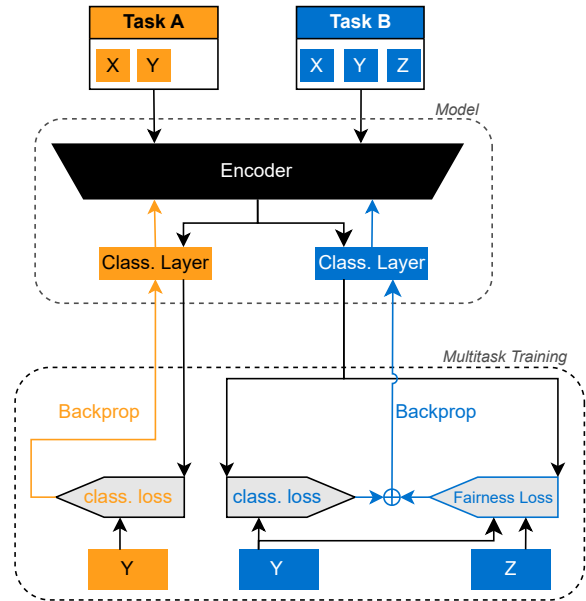 Task A
Task B
X Y
X Y Z
Model
Encoder
Class. Layer
Class. Layer
Multitask Training
Backprop
Backprop
class. loss
class. loss
Fairness Loss
Y
Y
Z